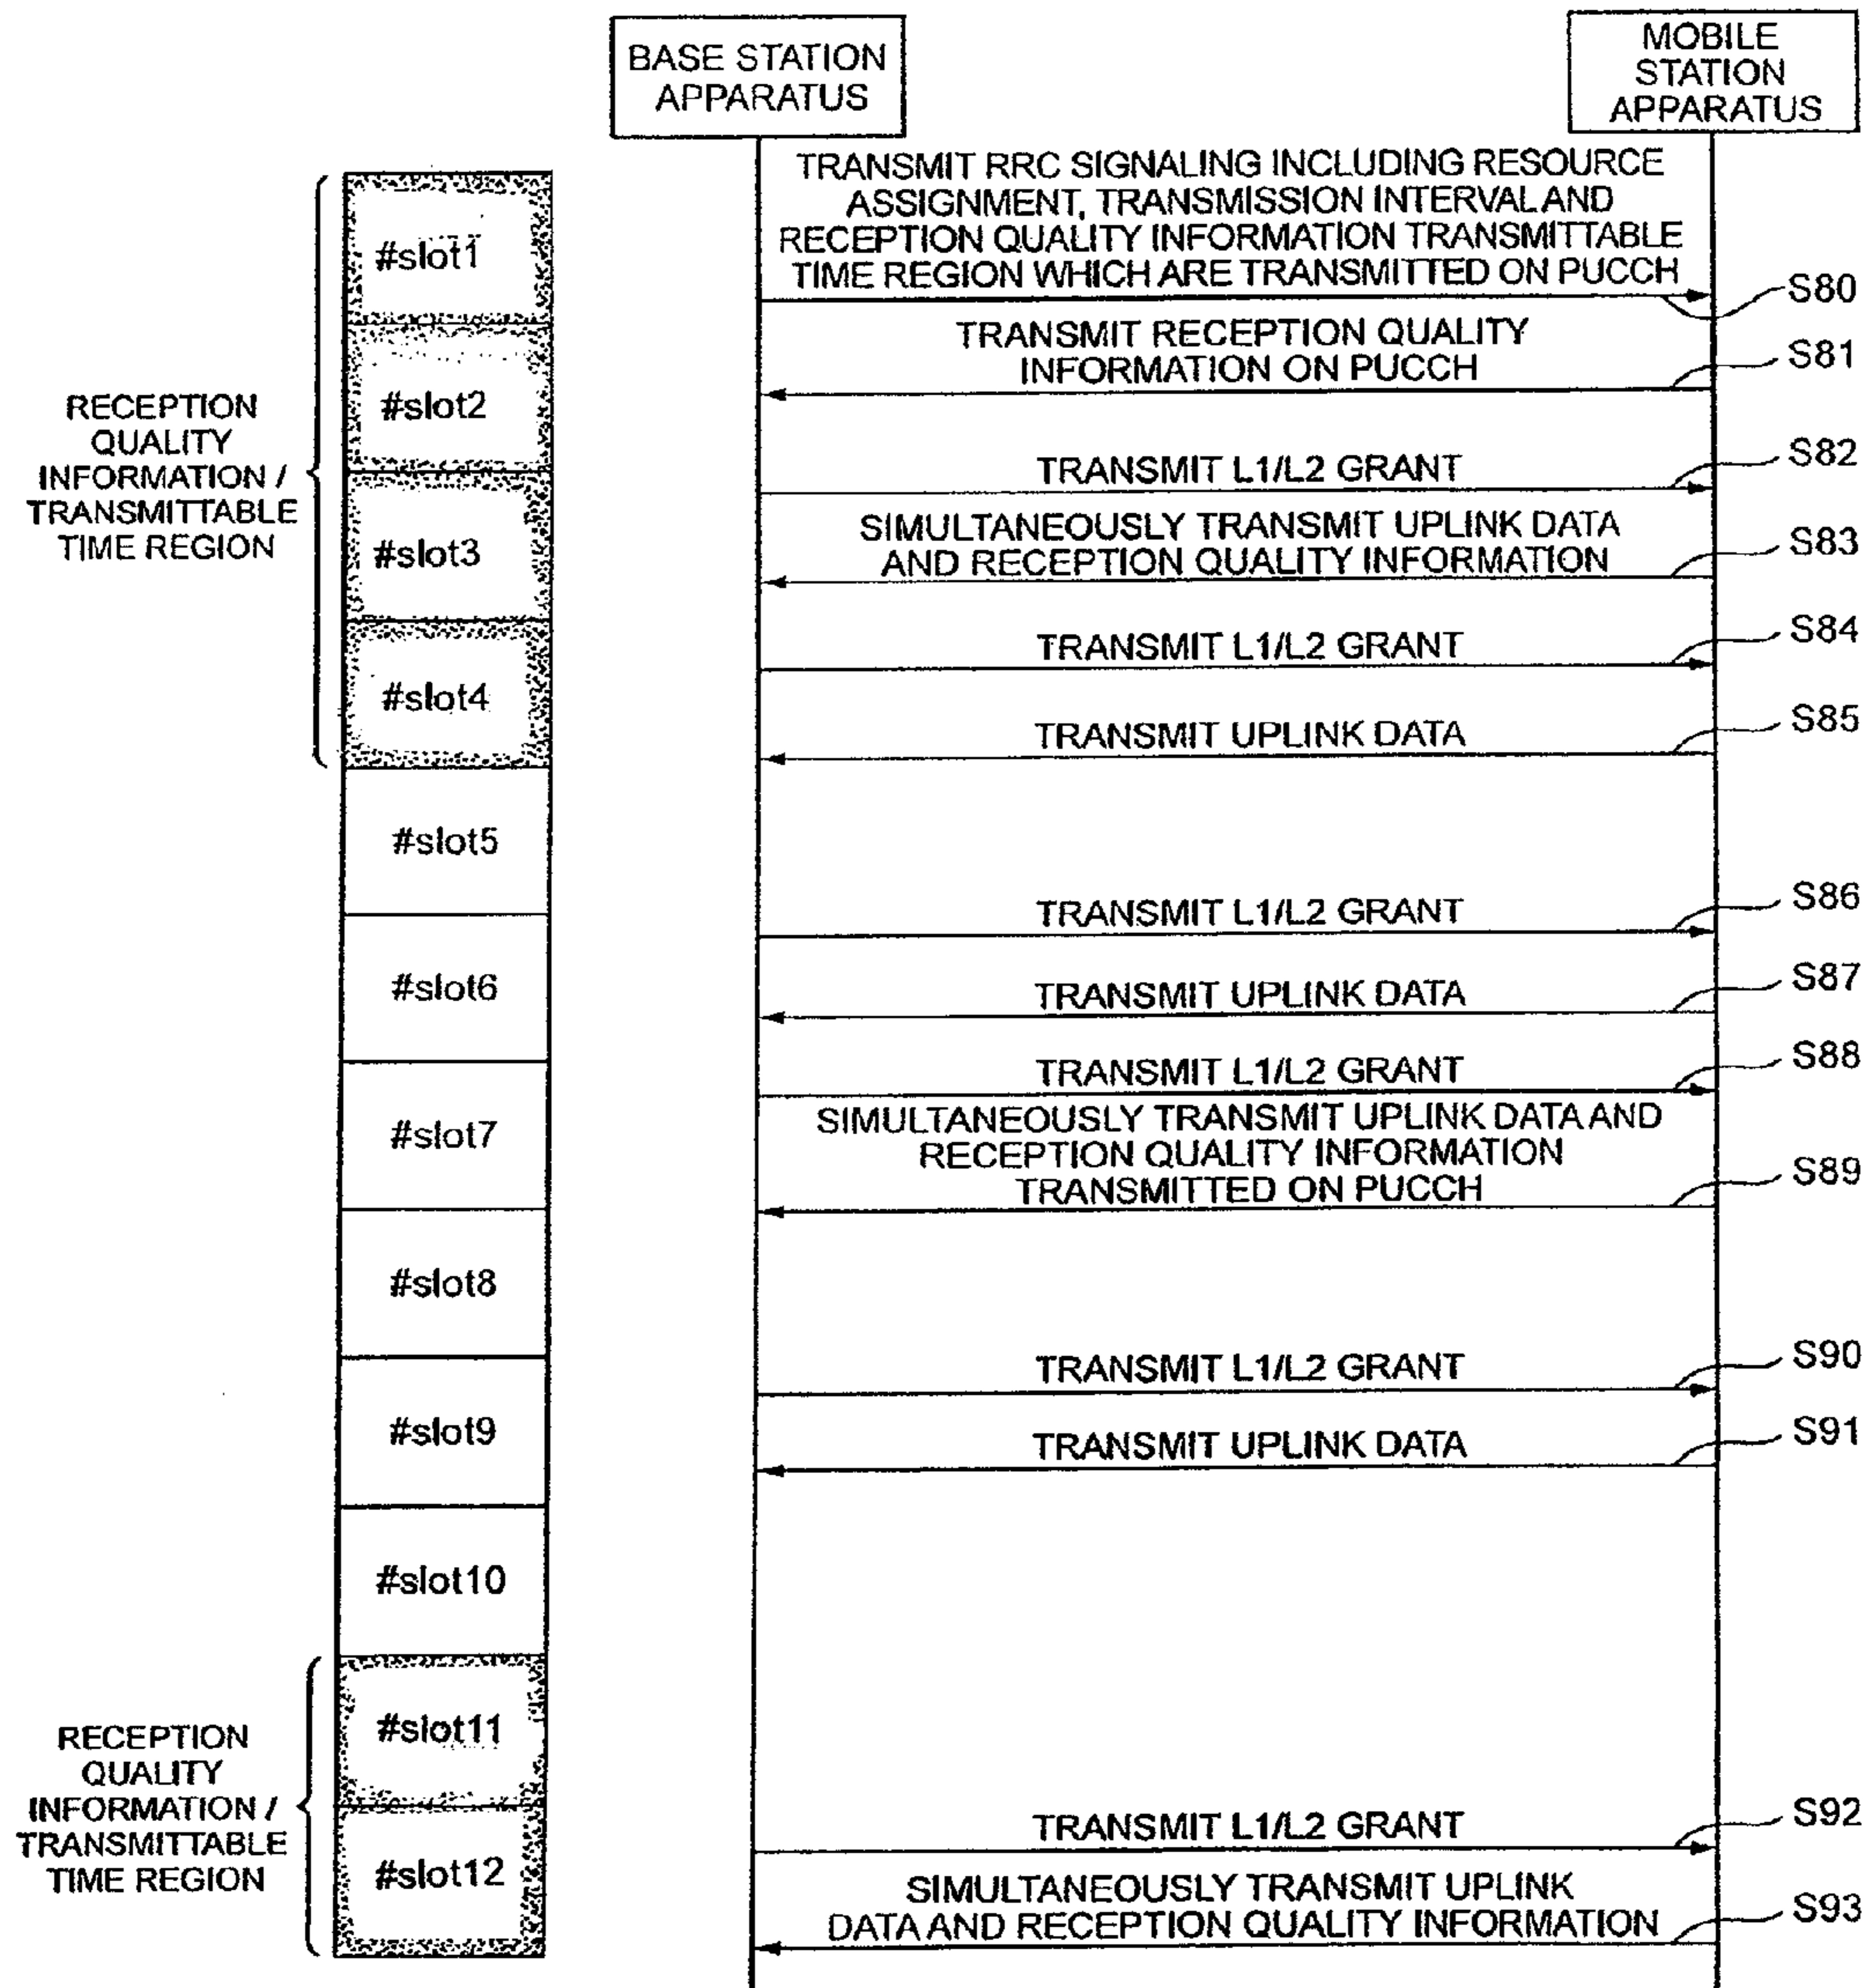 BASE STATION
APPARATUS
MOBILE
STATION
APPARATUS
RECEPTION
QUALITY
INFORMATION /
TRANSMITTABLE
TIME REGION
#slot1
#slot2
#slot3
#slot4
#slot5
#slot6
#slot7
#slot8
#slot9
#slot10
RECEPTION
QUALITY
INFORMATION /
TRANSMITTABLE
TIME REGION
#slot11
#slot12
TRANSMIT RRC SIGNALING INCLUDING RESOURCE
ASSIGNMENT, TRANSMISSION INTERVAL AND
RECEPTION QUALITY INFORMATION TRANSMITTABLE
TIME REGION WHICH ARE TRANSMITTED ON PUCCH
S80
TRANSMIT RECEPTION QUALITY
INFORMATION ON PUCCH
S81
TRANSMIT L1/L2 GRANT
S82
SIMULTANEOUSLY TRANSMIT UPLINK DATA
AND RECEPTION QUALITY INFORMATION
S83
TRANSMIT L1/L2 GRANT
S84
TRANSMIT UPLINK DATA
S85
TRANSMIT L1/L2 GRANT
S86
TRANSMIT UPLINK DATA
S87
TRANSMIT L1/L2 GRANT
S88
SIMULTANEOUSLY TRANSMIT UPLINK DATA AND
RECEPTION QUALITY INFORMATION
TRANSMITTED ON PUCCH
S89
TRANSMIT L1/L2 GRANT
S90
TRANSMIT UPLINK DATA
S91
TRANSMIT L1/L2 GRANT
S92
SIMULTANEOUSLY TRANSMIT UPLINK
DATA AND RECEPTION QUALITY INFORMATION
S93